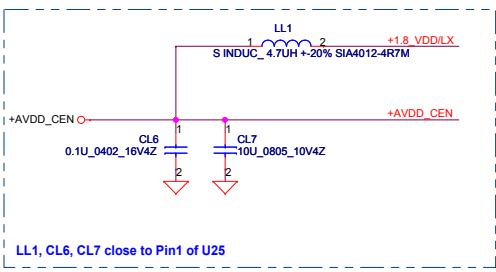 LL1
1 2 +1.8_VDD/LX
S INDUC_ 4.7UH +-20% SIA4012-4R7M
+AVDD_CEN +AVDD_CEN
1 1
CL6 CL7
0.1U_0402_16V4Z 10U_0805_10V4Z
2 2
LL1, CL6, CL7 close to Pin1 of U25